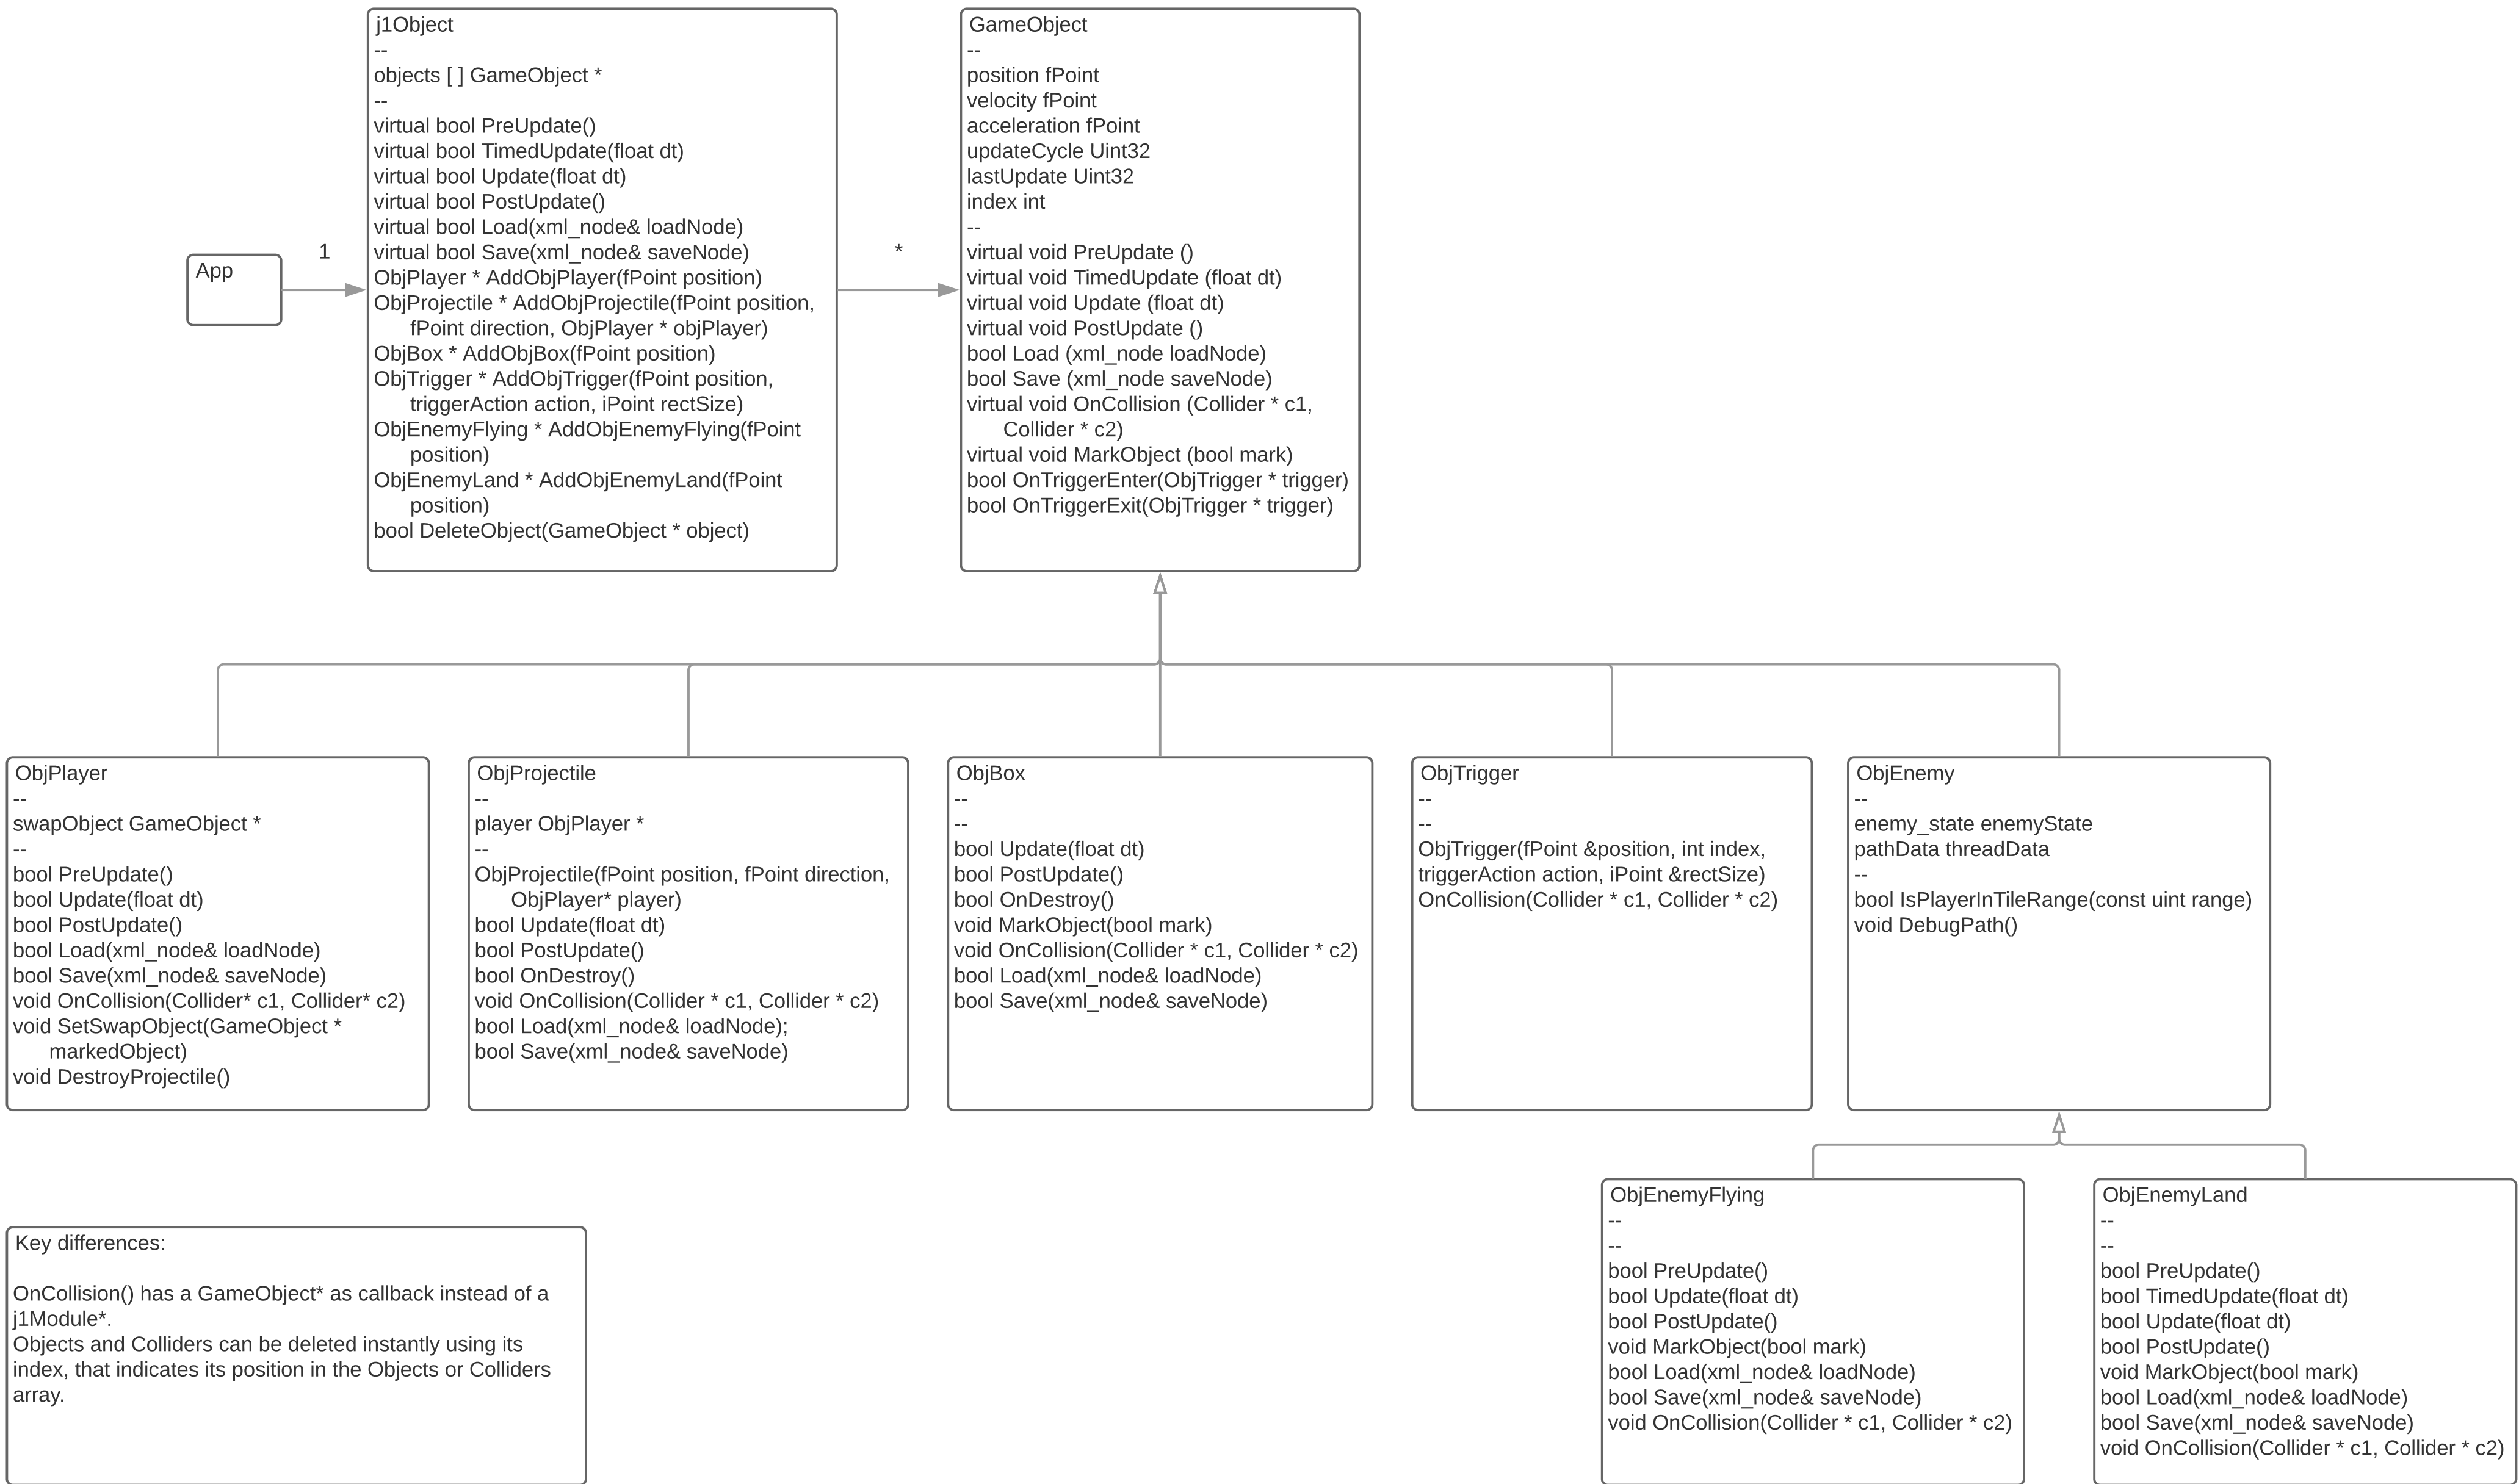 j1Object
--
objects [ ] GameObject *
--
virtual bool PreUpdate()
virtual bool TimedUpdate(float dt)
virtual bool Update(float dt)
virtual bool PostUpdate()
virtual bool Load(xml_node& loadNode)
virtual bool Save(xml_node& saveNode)
ObjPlayer * AddObjPlayer(fPoint position)
ObjProjectile * AddObjProjectile(fPoint position,
fPoint direction, ObjPlayer * objPlayer)
ObjBox * AddObjBox(fPoint position)
ObjTrigger * AddObjTrigger(fPoint position,
triggerAction action, iPoint rectSize)
ObjEnemyFlying * AddObjEnemyFlying(fPoint
position)
ObjEnemyLand * AddObjEnemyLand(fPoint
position)
bool DeleteObject(GameObject * object)
GameObject
--
position fPoint
velocity fPoint
acceleration fPoint
updateCycle Uint32
lastUpdate Uint32
index int
--
virtual void PreUpdate ()
virtual void TimedUpdate (float dt)
virtual void Update (float dt)
virtual void PostUpdate ()
bool Load (xml_node loadNode)
bool Save (xml_node saveNode)
virtual void OnCollision (Collider * c1,
Collider * c2)
virtual void MarkObject (bool mark)
bool OnTriggerEnter(ObjTrigger * trigger)
bool OnTriggerExit(ObjTrigger * trigger)
App
1
*
ObjPlayer
--
swapObject GameObject *
--
bool PreUpdate()
bool Update(float dt)
bool PostUpdate()
bool Load(xml_node& loadNode)
bool Save(xml_node& saveNode)
void OnCollision(Collider* c1, Collider* c2)
void SetSwapObject(GameObject *
markedObject)
void DestroyProjectile()
ObjProjectile
--
player ObjPlayer *
--
ObjProjectile(fPoint position, fPoint direction,
ObjPlayer* player)
bool Update(float dt)
bool PostUpdate()
bool OnDestroy()
void OnCollision(Collider * c1, Collider * c2)
bool Load(xml_node& loadNode);
bool Save(xml_node& saveNode)
ObjBox
--
--
bool Update(float dt)
bool PostUpdate()
bool OnDestroy()
void MarkObject(bool mark)
void OnCollision(Collider * c1, Collider * c2)
bool Load(xml_node& loadNode)
bool Save(xml_node& saveNode)
ObjTrigger
--
--
ObjTrigger(fPoint &position, int index,
triggerAction action, iPoint &rectSize)
OnCollision(Collider * c1, Collider * c2)
ObjEnemy
--
enemy_state enemyState
pathData threadData
--
bool IsPlayerInTileRange(const uint range)
void DebugPath()
Key differences:
OnCollision() has a GameObject* as callback instead of a
j1Module*.
Objects and Colliders can be deleted instantly using its
index, that indicates its position in the Objects or Colliders
array.
ObjEnemyFlying
--
--
bool PreUpdate()
bool Update(float dt)
bool PostUpdate()
void MarkObject(bool mark)
bool Load(xml_node& loadNode)
bool Save(xml_node& saveNode)
void OnCollision(Collider * c1, Collider * c2)
ObjEnemyLand
--
--
bool PreUpdate()
bool TimedUpdate(float dt)
bool Update(float dt)
bool PostUpdate()
void MarkObject(bool mark)
bool Load(xml_node& loadNode)
bool Save(xml_node& saveNode)
void OnCollision(Collider * c1, Collider * c2)